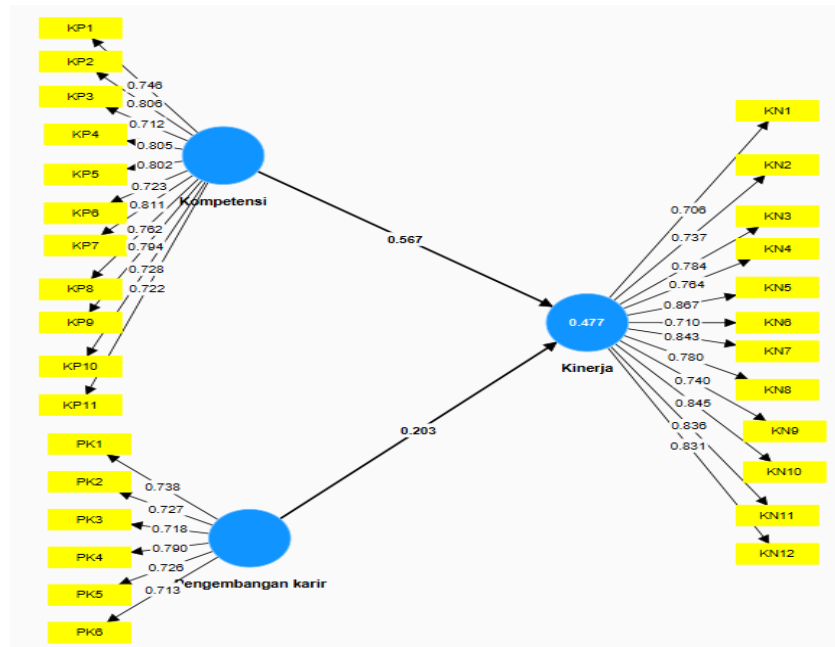 KP1
KP2
KP3
KP4
KP5
KP6
KP7
KP8
KP9
KP10
KP11
0.746
0.806
0.712
0.805
0.802
0.723
0.811
0.762
0.794
0.728
0.722
Kompetensi
0.567
PK1
PK2
PK3
PK4
PK5
PK6
0.738
0.727
0.718
0.790
0.726
0.713
Pengembangan karir
0.203
0.477
Kinerja
0.706
0.737
0.784
0.764
0.867
0.710
0.843
0.780
0.740
0.845
0.836
0.831
KN1
KN2
KN3
KN4
KN5
KN6
KN7
KN8
KN9
KN10
KN11
KN12